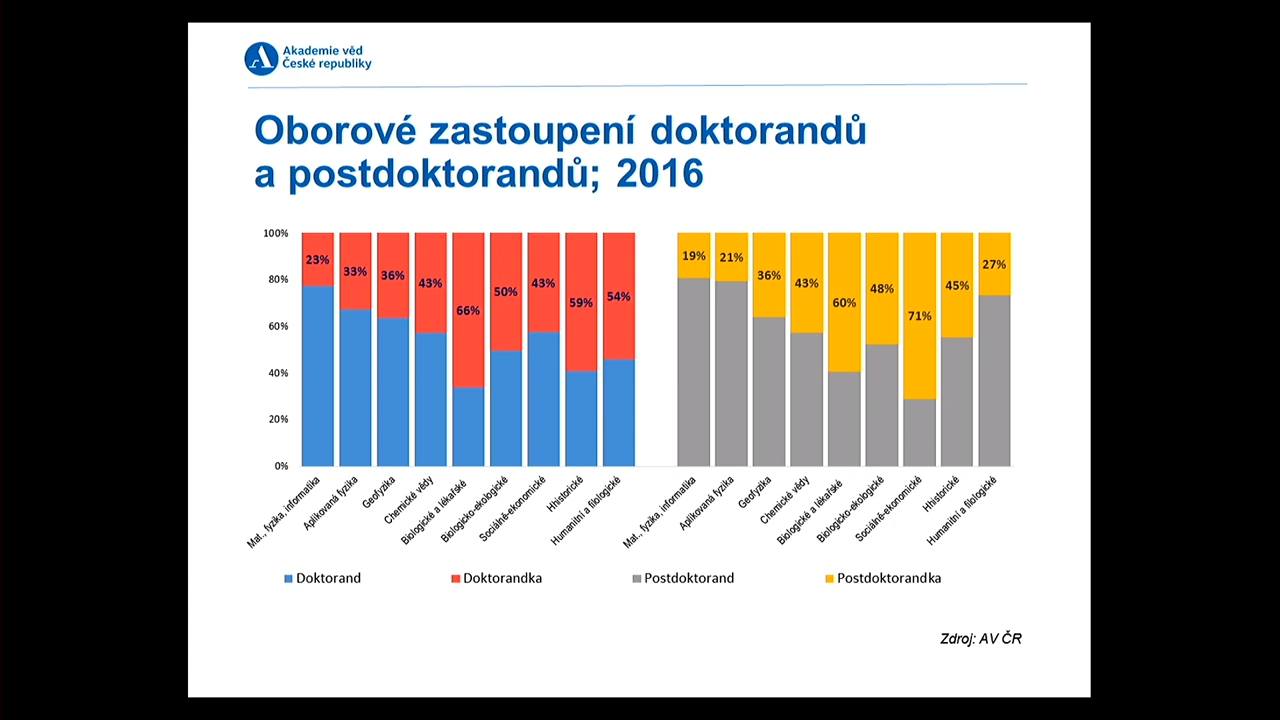 Akademie věd
České republiky
Oborové zastoupení doktorandů
a postdoktorandů; 2016
100%
80%
60%
40%
20%
0%
23%
33%
36%
43%
66%
50%
43%
59%
54%
19%
21%
36%
43%
60%
48%
71%
45%
27%
Mat., fyzika, informatika
Aplikovaná fyzika
Geofyzika
Chemické vědy
Biologické a lékařské
Biologicko-ekologické
Sociálně-ekonomické
Hhistorické
Humanitní a filologické
Mat., fyzika, informatika
Aplikovaná fyzika
Geofyzika
Chemické vědy
Biologické a lékařské
Biologicko-ekologické
Sociálně-ekonomické
Hhistorické
Humanitní a filologické
Doktorand
Doktorandka
Postdoktorand
Postdoktorandka
Zdroj: AV ČR